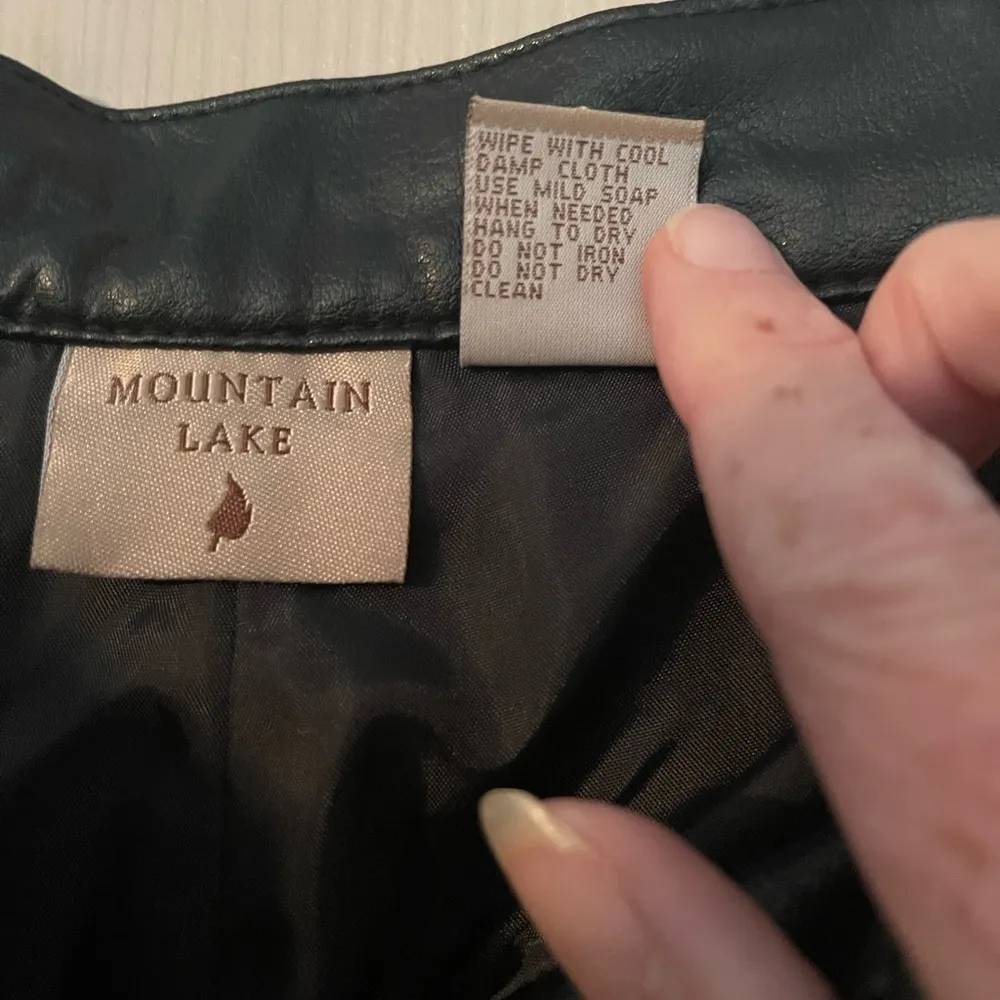 MOUNTAIN
LAKE
WIPE WITH COOL
DAMP CLOTH
USE MILD SOAP
WHEN NEEDED
HANG TO DRY
DO NOT IRON
DO NOT DRY
CLEAN